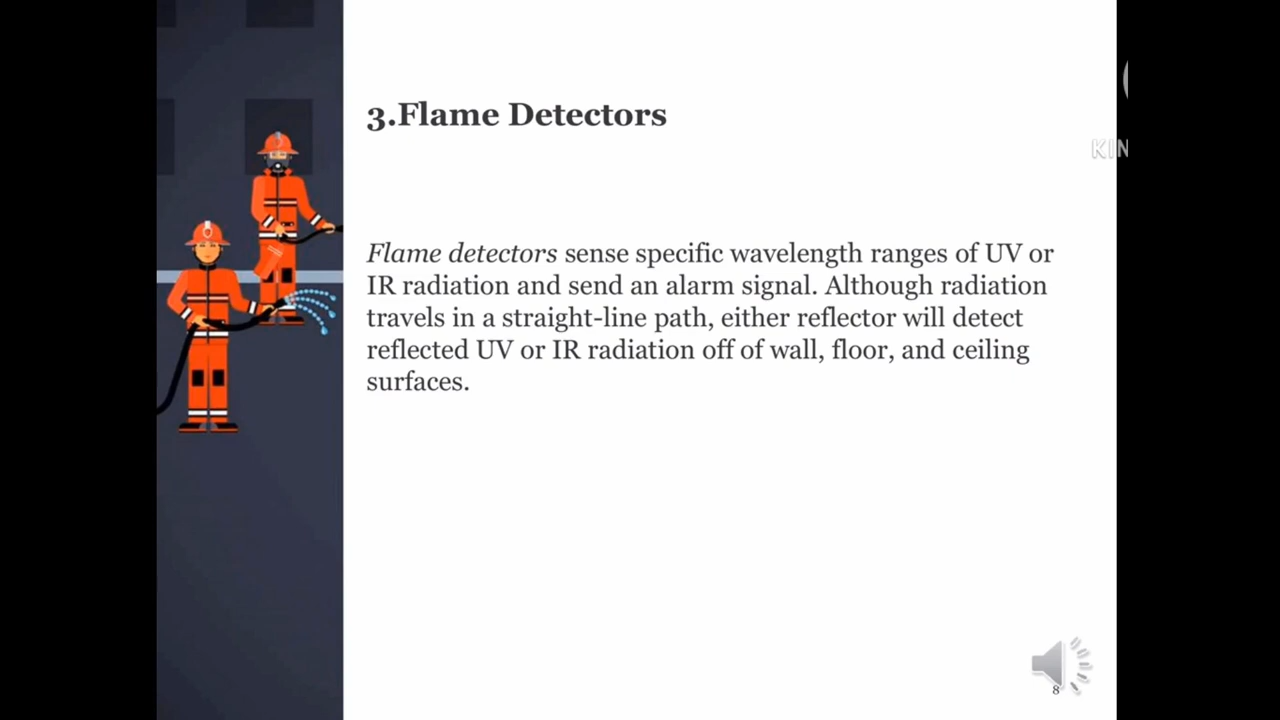 3.Flame Detectors
KIN
Flame detectors sense specific wavelength ranges of UV or
IR radiation and send an alarm signal. Although radiation
travels in a straight-line path, either reflector will detect
reflected UV or IR radiation off of wall, floor, and ceiling
surfaces.
8